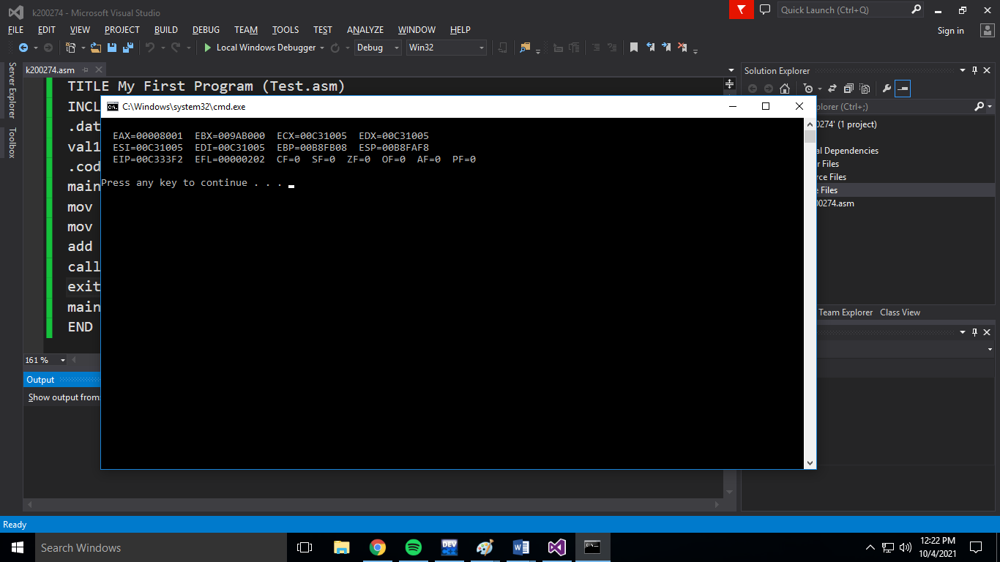 k200274 - Microsoft Visual Studio
Quick Launch (Ctrl+Q)
FILE EDIT VIEW PROJECT BUILD DEBUG TEAM TOOLS TEST ANALYZE WINDOW HELP
Sign in
Local Windows Debugger Debug Win32
Server Explorer
Toolbox
k200274.asm
TITLE My First Program (Test.asm)
INCL
.dat
val1
.cod
main
mov
mov
add
call
exit
main
END
C:\Windows\system32\cmd.exe
EAX=00008001 EBX=009AB000 ECX=00C31005 EDX=00C31005
ESI=00C31005 EDI=00C31005 EBP=00B8FB08 ESP=00B8FAF8
EIP=00C333F2 EFL=00000202 CF=0 SF=0 ZF=0 OF=0 AF=0 PF=0
Press any key to continue . . .
Solution Explorer
plorer (Ctrl+;)
0274' (1 project)
al Dependencies
r Files
rce Files
e Files
00274.asm
Team Explorer Class View
161 %
Output
Show output from:
Ready
Search Windows
DEV
12:22 PM
10/4/2021